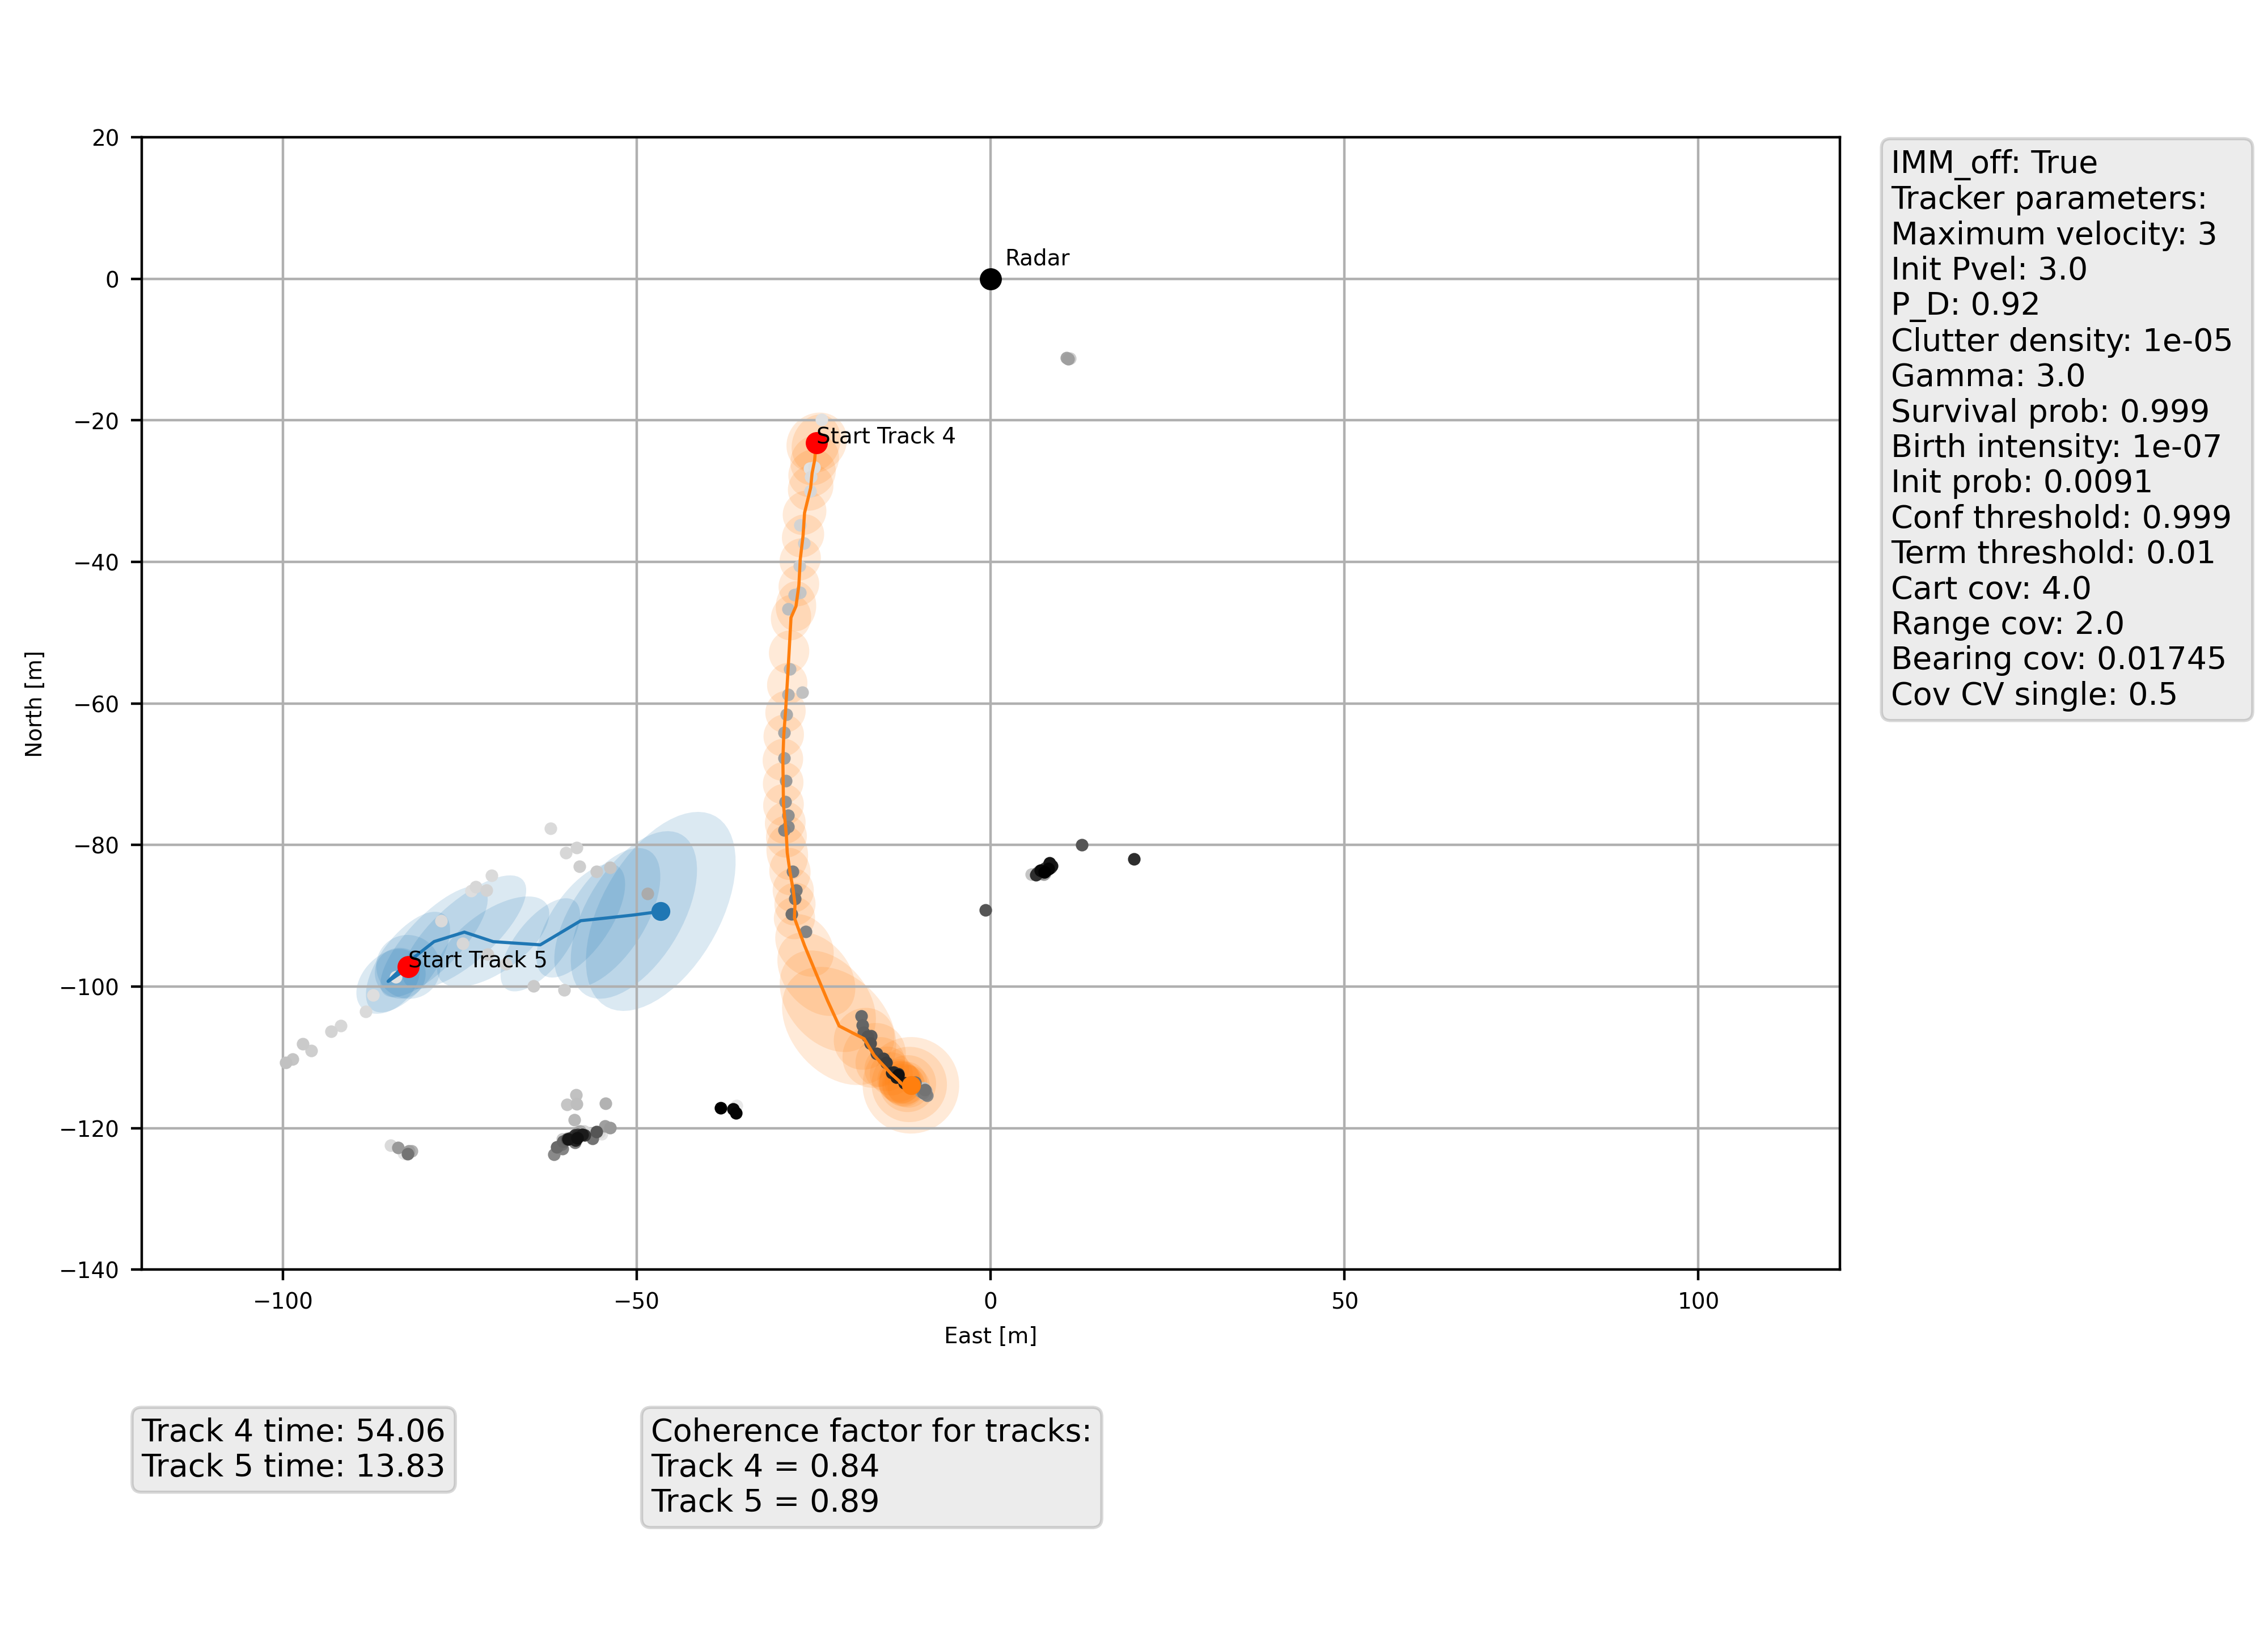 20
0
−20
−40
−60
−80
−100
−120
−140
North [m]
−100
−50
0
50
100
East [m]
Radar
Start Track 4
Start Track 5
IMM_off: True
Tracker parameters:
Maximum velocity: 3
Init Pvel: 3.0
P_D: 0.92
Clutter density: 1e-05
Gamma: 3.0
Survival prob: 0.999
Birth intensity: 1e-07
Init prob: 0.0091
Conf threshold: 0.999
Term threshold: 0.01
Cart cov: 4.0
Range cov: 2.0
Bearing cov: 0.01745
Cov CV single: 0.5
Track 4 time: 54.06
Track 5 time: 13.83
Coherence factor for tracks:
Track 4 = 0.84
Track 5 = 0.89